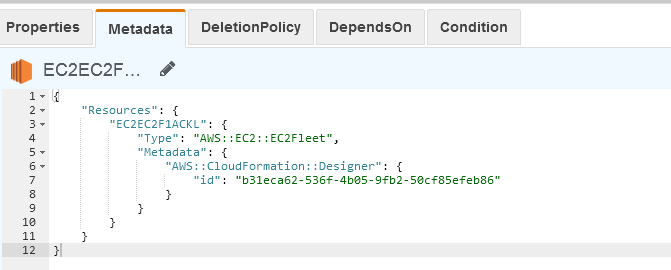 Properties Metadata DeletionPolicy DependsOn Condition
EC2EC2F...
1 {
2 "Resources": {
3 "EC2EC2F1ACKL": {
4 "Type": "AWS::EC2::EC2Fleet",
5 "Metadata": {
6 "AWS::CloudFormation::Designer": {
7 "id": "b31eca62-536f-4b05-9fb2-50cf85efeb86"
8 }
9 }
10 }
11 }
12 }